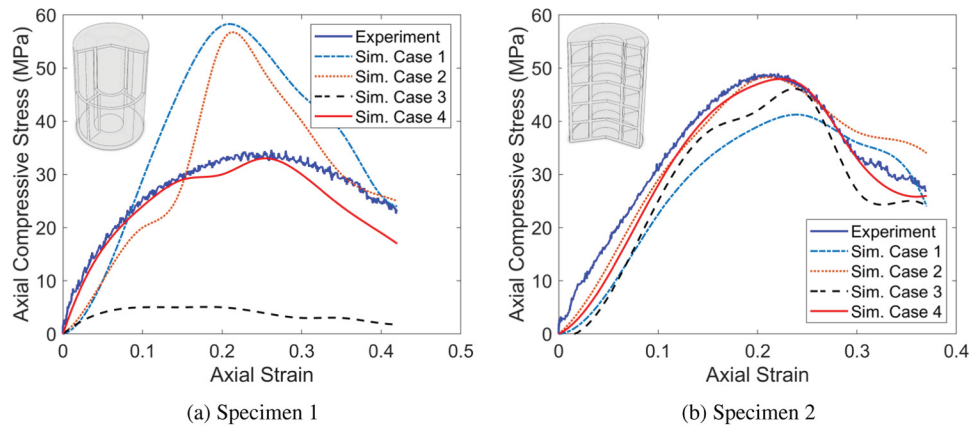 60
50
40
30
20
10
0
Axial Compressive Stress (MPa)
Experiment
Sim. Case 1
Sim. Case 2
Sim. Case 3
Sim. Case 4
0
0.1
0.2
0.3
0.4
0.5
Axial Strain
(a) Specimen 1
60
50
40
30
20
10
0
Axial Compressive Stress (MPa)
Experiment
Sim. Case 1
Sim. Case 2
Sim. Case 3
Sim. Case 4
0
0.1
0.2
0.3
0.4
Axial Strain
(b) Specimen 2